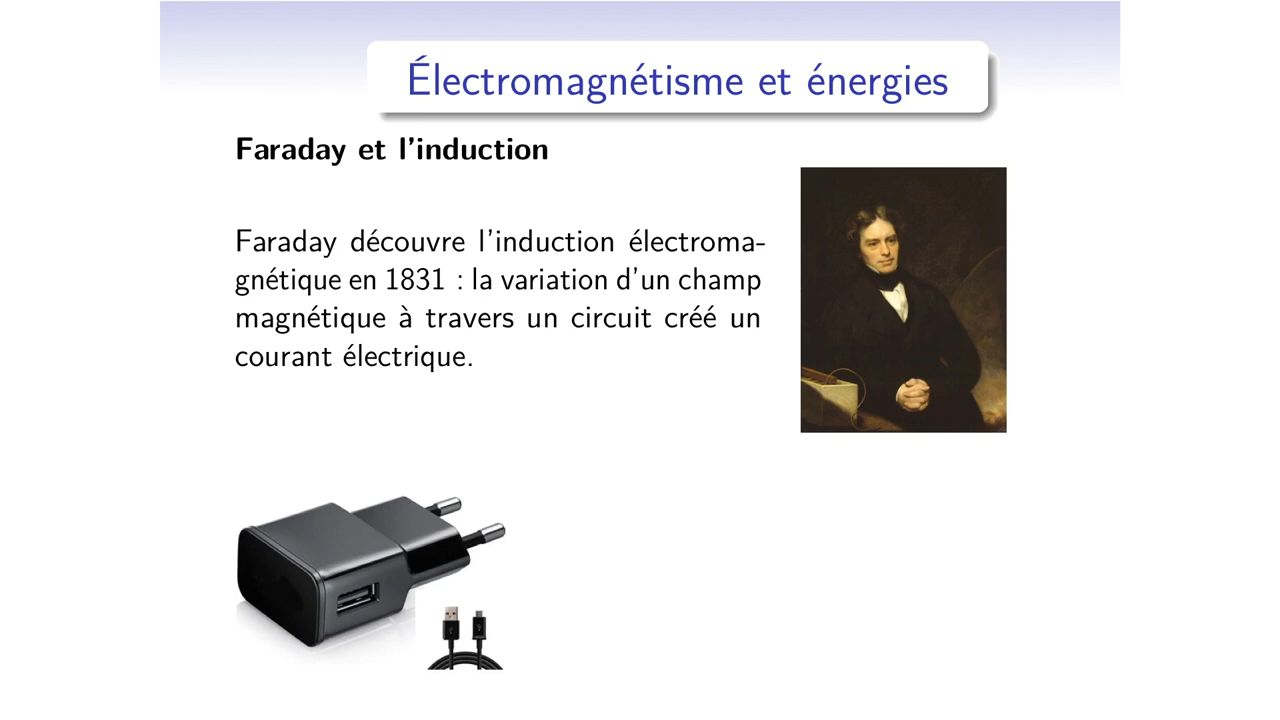 Électromagnétisme et énergies
Faraday et l'induction
Faraday découvre l'induction électroma-
gnétique en 1831 : la variation d'un champ
magnétique à travers un circuit créé un
courant électrique.